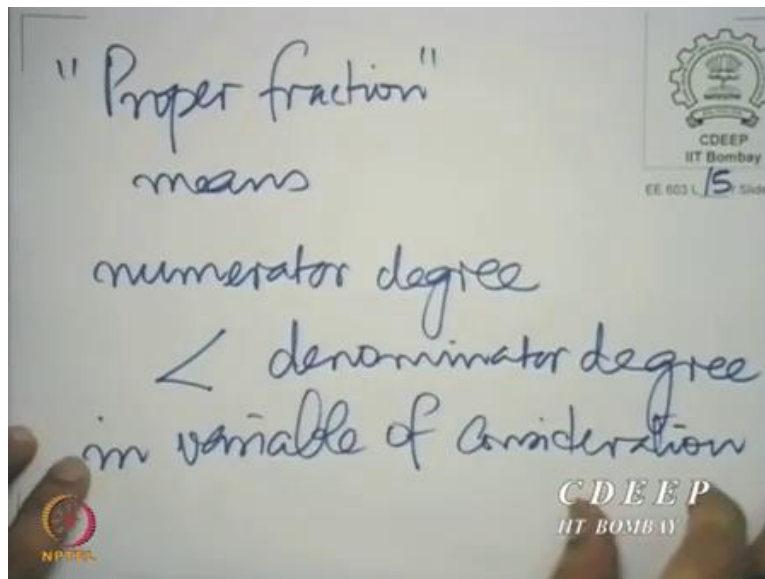 "Proper fraction"
means
numerator degree
< denominator degree
in variable of consideration
CDEEP
IIT Bombay
EE 603 L 15 / Slide
CDEEP
IIT BOMBAY
NPTEL